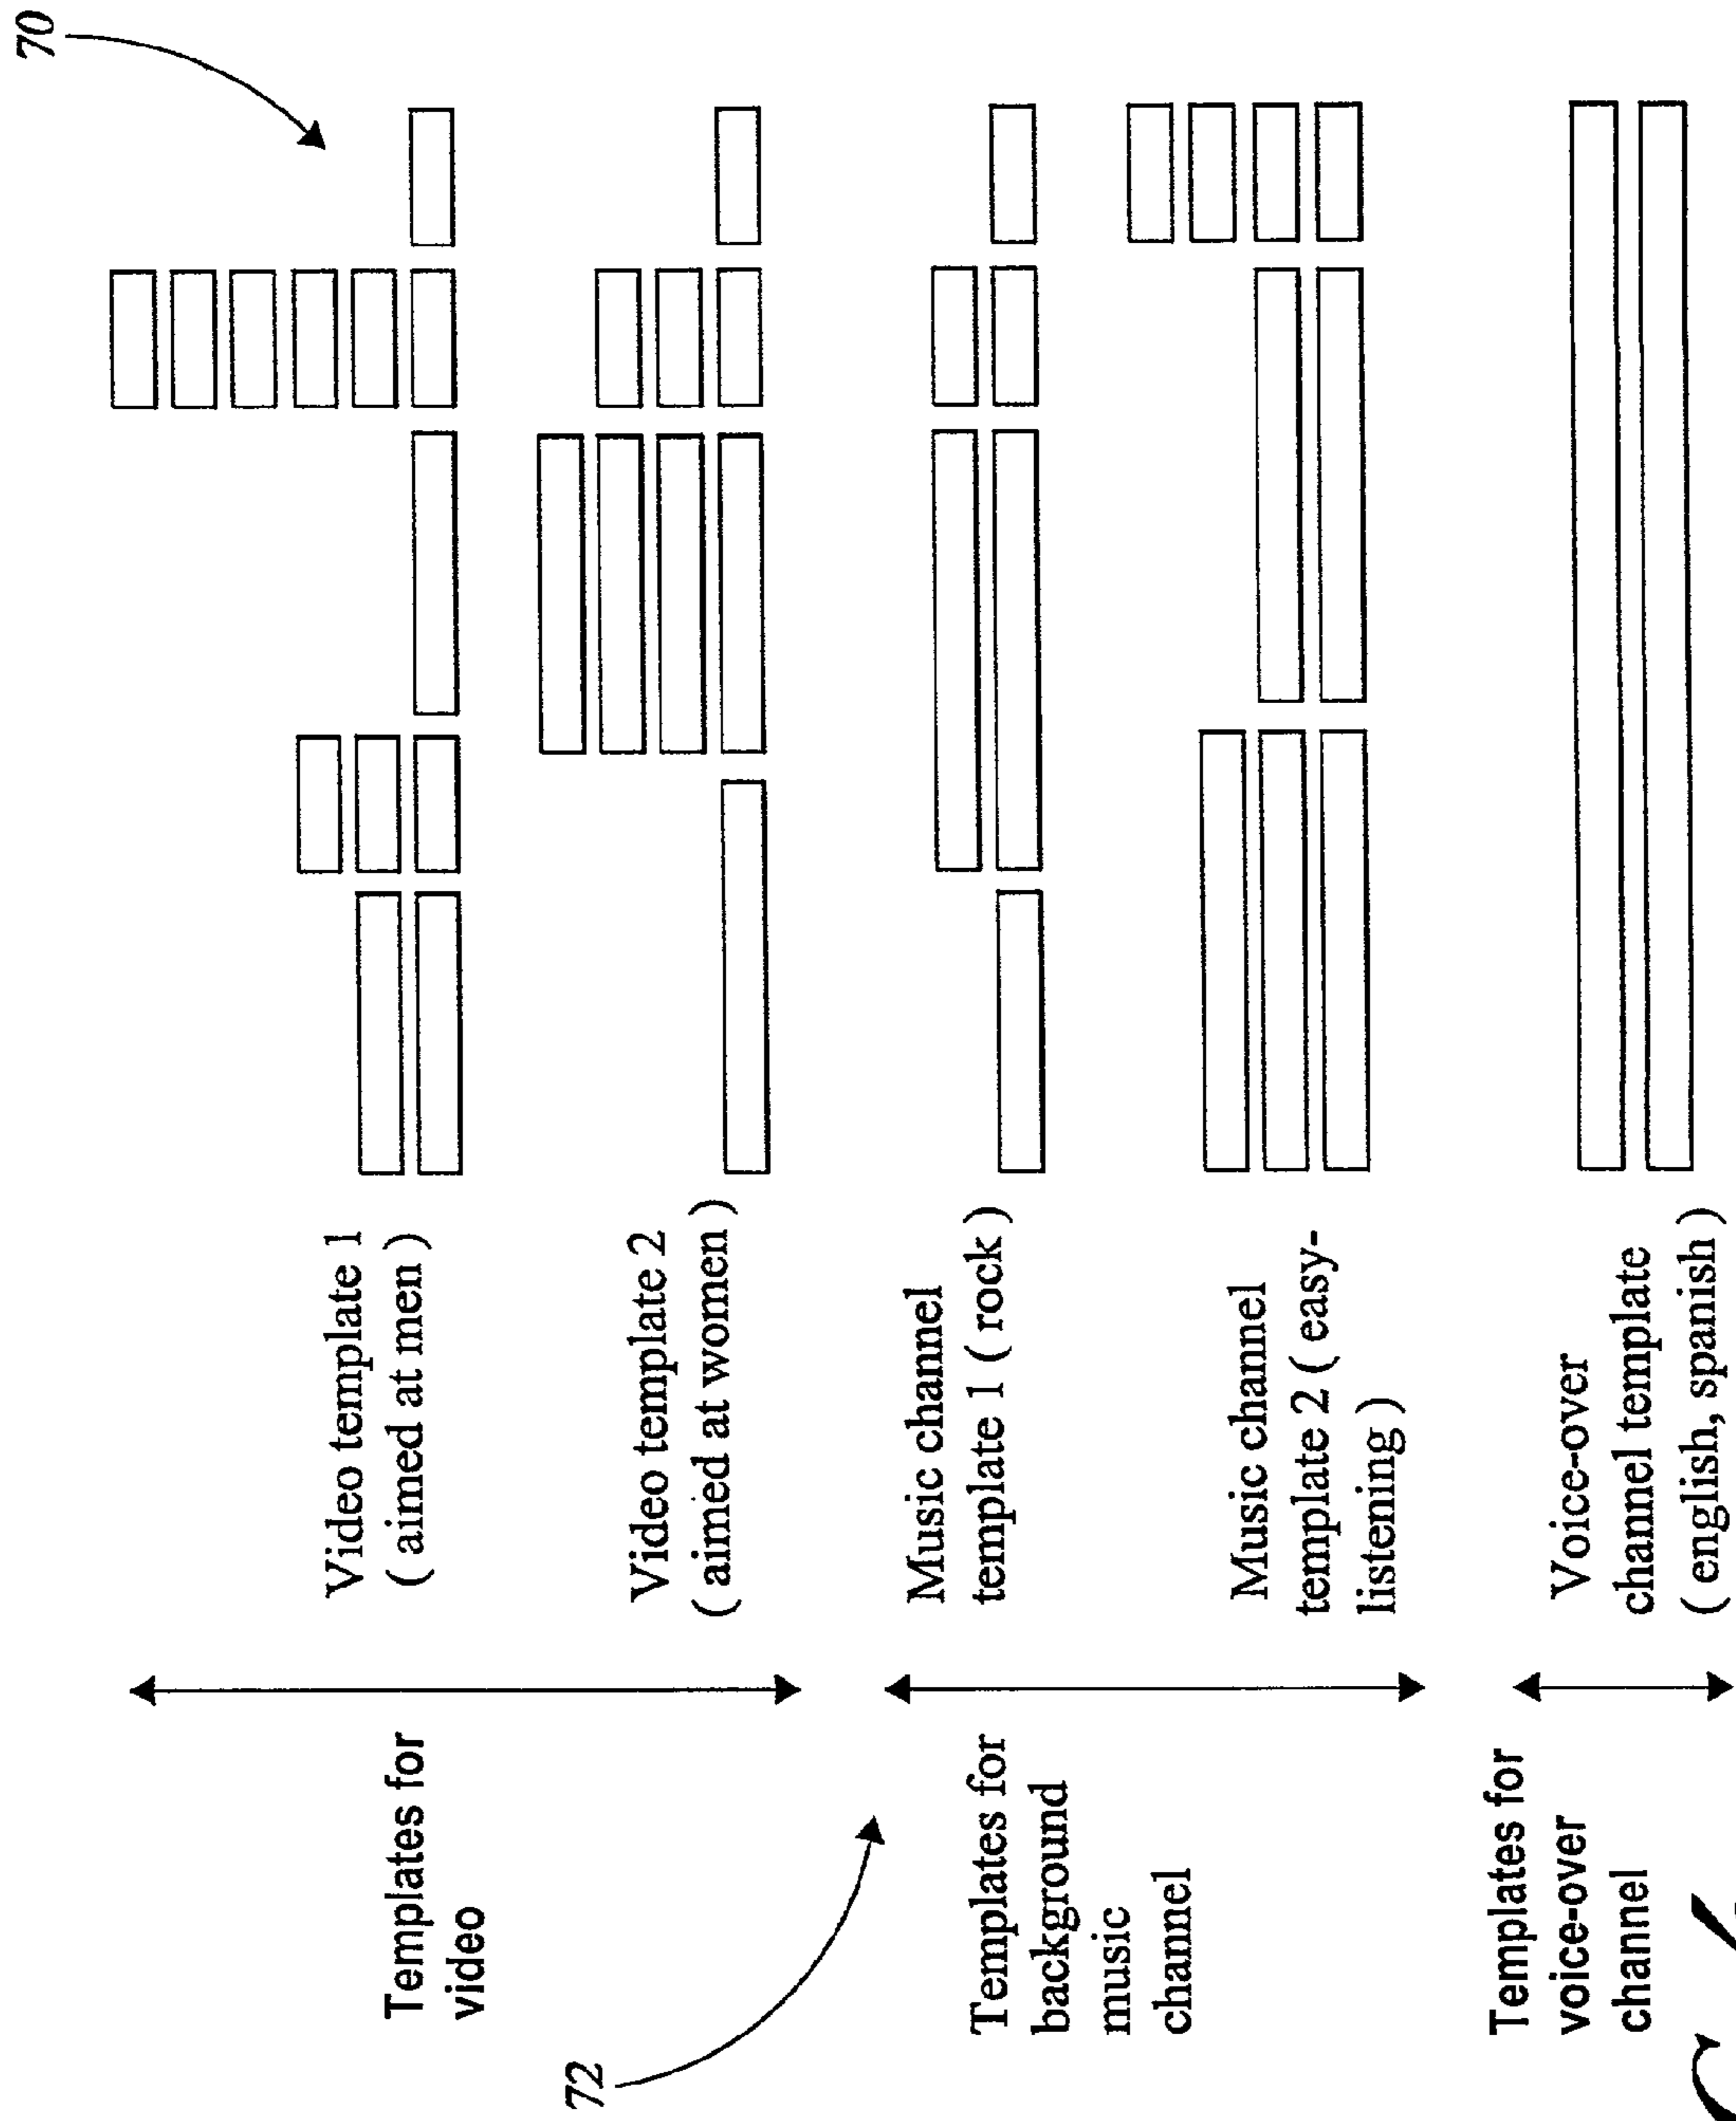 70
72
Templates for
video
Video template 1
( aimed at men )
Video template 2
( aimed at women )
Templates for
background
music
channel
Music channel
template 1 ( rock )
Music channel
template 2 ( easy-
listening )
Templates for
voice-over
channel
Voice-over
channel template
( english, spanish )